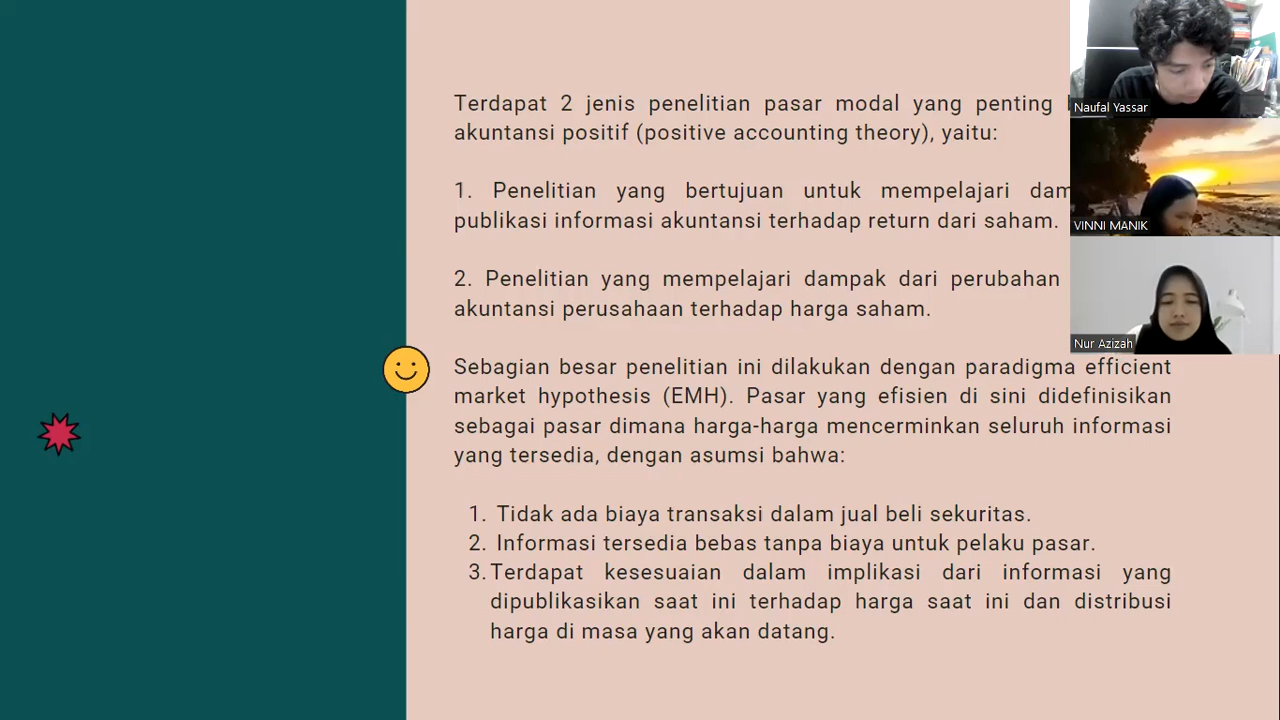 Terdapat 2 jenis penelitian pasar modal yang penting
akuntansi positif (positive accounting theory), yaitu:
1. Penelitian yang bertujuan untuk mempelajari
publikasi informasi akuntansi terhadap return dari saham.
2. Penelitian yang mempelajari dampak dari perubahan
akuntansi perusahaan terhadap harga saham.
Sebagian besar penelitian ini dilakukan dengan paradigma efficient
market hypothesis (EMH). Pasar yang efisien di sini didefinisikan
sebagai pasar dimana harga-harga mencerminkan seluruh informasi
yang tersedia, dengan asumsi bahwa:
1. Tidak ada biaya transaksi dalam jual beli sekuritas.
2. Informasi tersedia bebas tanpa biaya untuk pelaku pasar.
3. Terdapat kesesuaian dalam implikasi dari informasi yang
dipublikasikan saat ini terhadap harga saat ini dan distribusi
harga di masa yang akan datang.
Naufal Yassar
VINNI MANIK
Nur Azizah